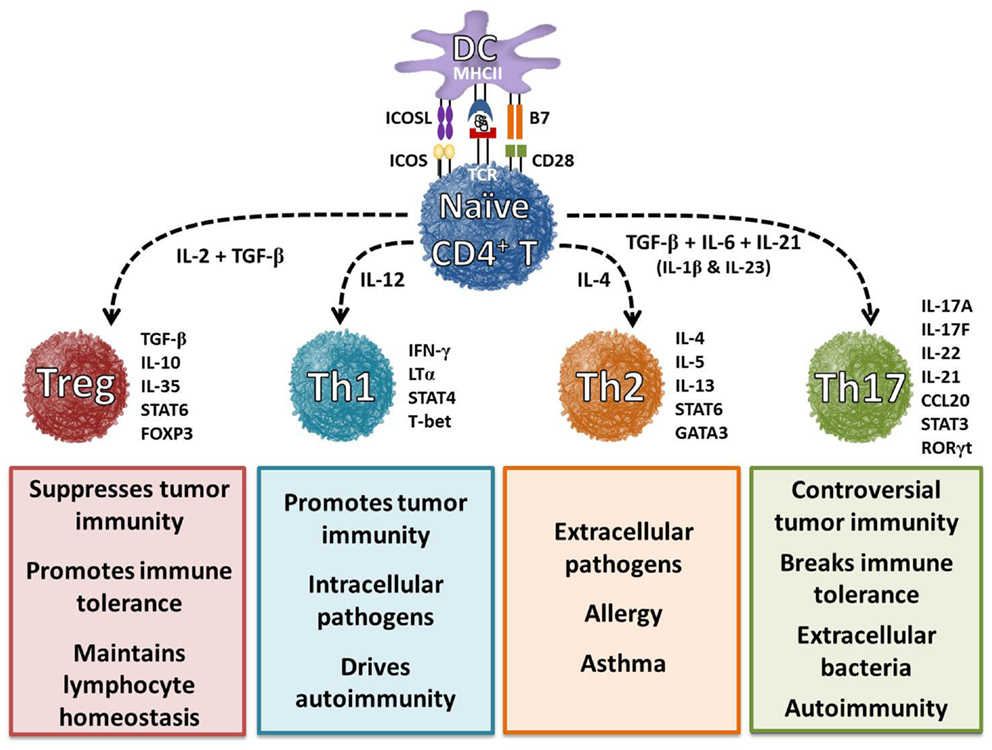 DC
MHCII
ICOSL
B7
ICOS
CD28
TCR
Naïve
CD4⁺ T
IL-2 + TGF-β
IL-12
IL-4
TGF-β + IL-6 + IL-21
(IL-1β & IL-23)
Treg
TGF-β
IL-10
IL-35
STAT6
FOXP3
Th1
IFN-γ
LTα
STAT4
T-bet
Th2
IL-4
IL-5
IL-13
STAT6
GATA3
Th17
IL-17A
IL-17F
IL-22
IL-21
CCL20
STAT3
RORγt
Suppresses tumor
immunity
Promotes immune
tolerance
Maintains
lymphocyte
homeostasis
Promotes tumor
immunity
Intracellular
pathogens
Drives
autoimmunity
Extracellular
pathogens
Allergy
Asthma
Controversial
tumor immunity
Breaks immune
tolerance
Extracellular
bacteria
Autoimmunity